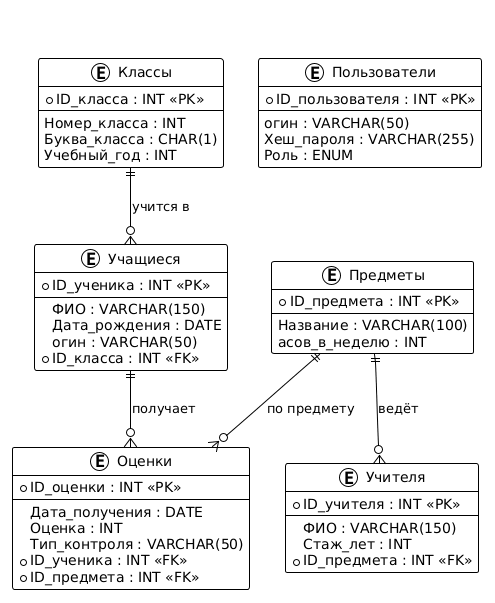 E Классы
ID_класса : INT «PK»
Номер_класса : INT
Буква_класса : CHAR(1)
Учебный_год : INT
E Пользователи
ID_пользователя : INT «PK»
огин : VARCHAR(50)
Хеш_пароля : VARCHAR(255)
Роль : ENUM
учится в
E Учащиеся
ID_ученика : INT «PK»
ФИО : VARCHAR(150)
Дата_рождения : DATE
огин : VARCHAR(50)
ID_класса : INT «FK»
E Предметы
ID_предмета : INT «PK»
Название : VARCHAR(100)
асов_в_неделю : INT
получает
по предмету
ведёт
E Оценки
ID_оценки : INT «PK»
Дата_получения : DATE
Оценка : INT
Тип_контроля : VARCHAR(50)
ID_ученика : INT «FK»
ID_предмета : INT «FK»
E Учителя
ID_учителя : INT «PK»
ФИО : VARCHAR(150)
Стаж_лет : INT
ID_предмета : INT «FK»